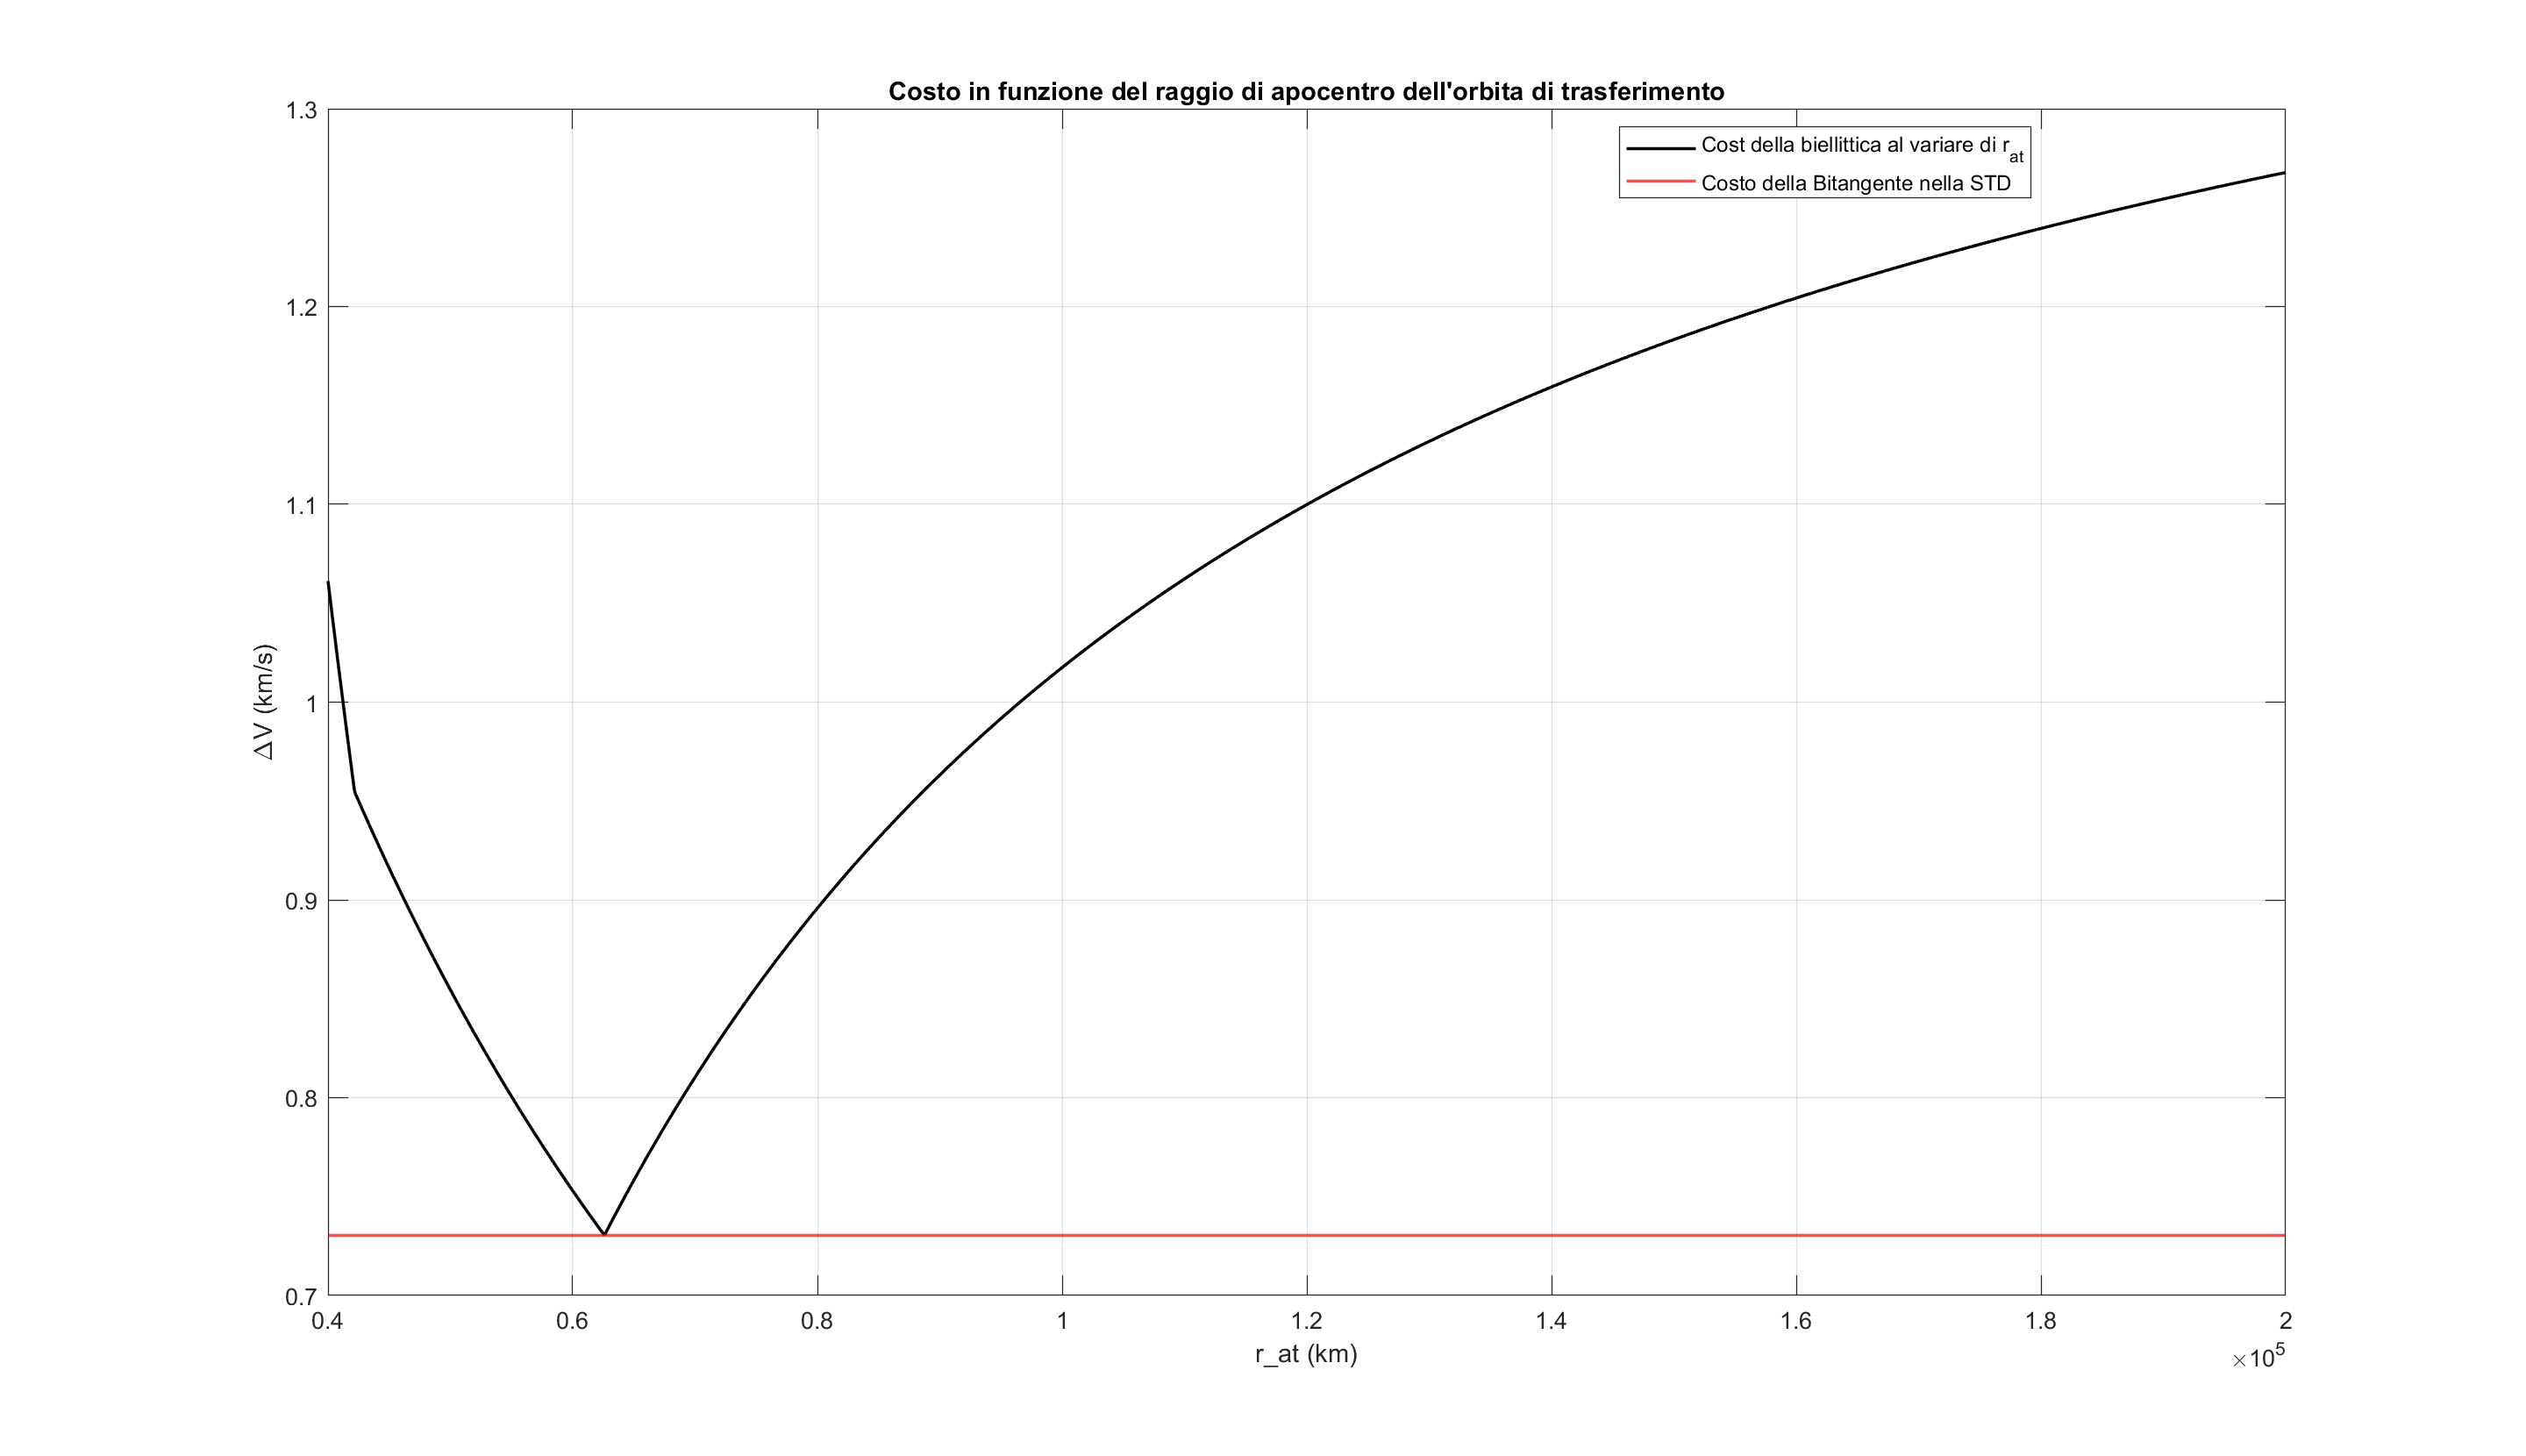 Costo in funzione del raggio di apocentro dell'orbita di trasferimento
Cost della biellittica al variare di r_at
Costo della Bitangente nella STD
ΔV (km/s)
1.3
1.2
1.1
1
0.9
0.8
0.7
0.4 0.6 0.8 1 1.2 1.4 1.6 1.8 2
r_at (km)
×10^5